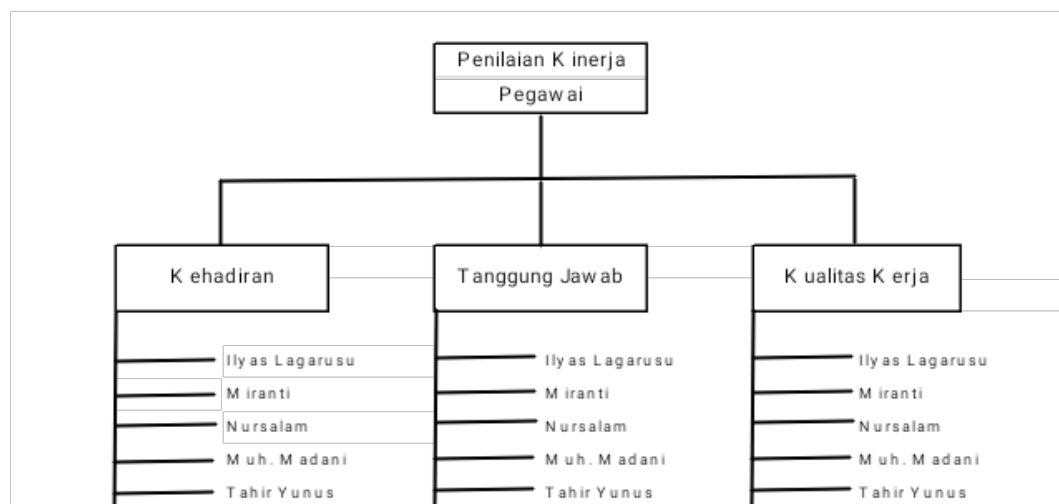 Penilaian Kinerja
Pegawai
Kehadiran
Tanggung Jawab
Kualitas Kerja
Ilyas Lagarusu
Miranti
Nursalam
Muh. Madani
Tahir Yunus
Ilyas Lagarusu
Miranti
Nursalam
Muh. Madani
Tahir Yunus
Ilyas Lagarusu
Miranti
Nursalam
Muh. Madani
Tahir Yunus